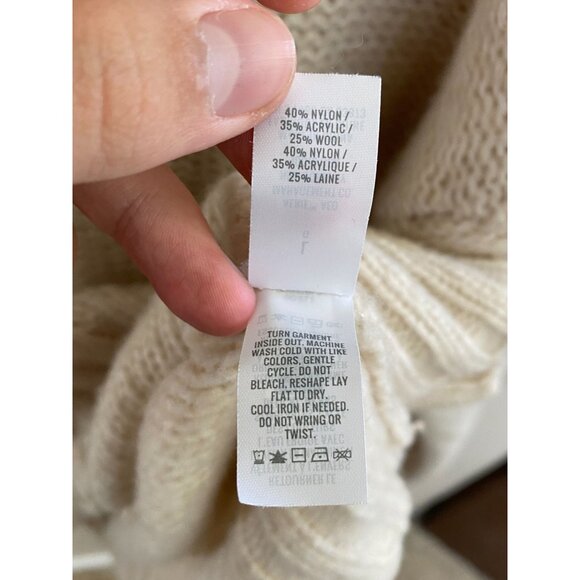 40% NYLON /
35% ACRYLIC /
25% WOOL
40% NYLON /
35% ACRYLIQUE /
25% LAINE
TURN GARMENT
INSIDE OUT. MACHINE
WASH COLD WITH LIKE
COLORS, GENTLE
CYCLE. DO NOT
BLEACH. RESHAPE LAY
FLAT TO DRY.
COOL IRON IF NEEDED.
DO NOT WRING OR
TWIST.